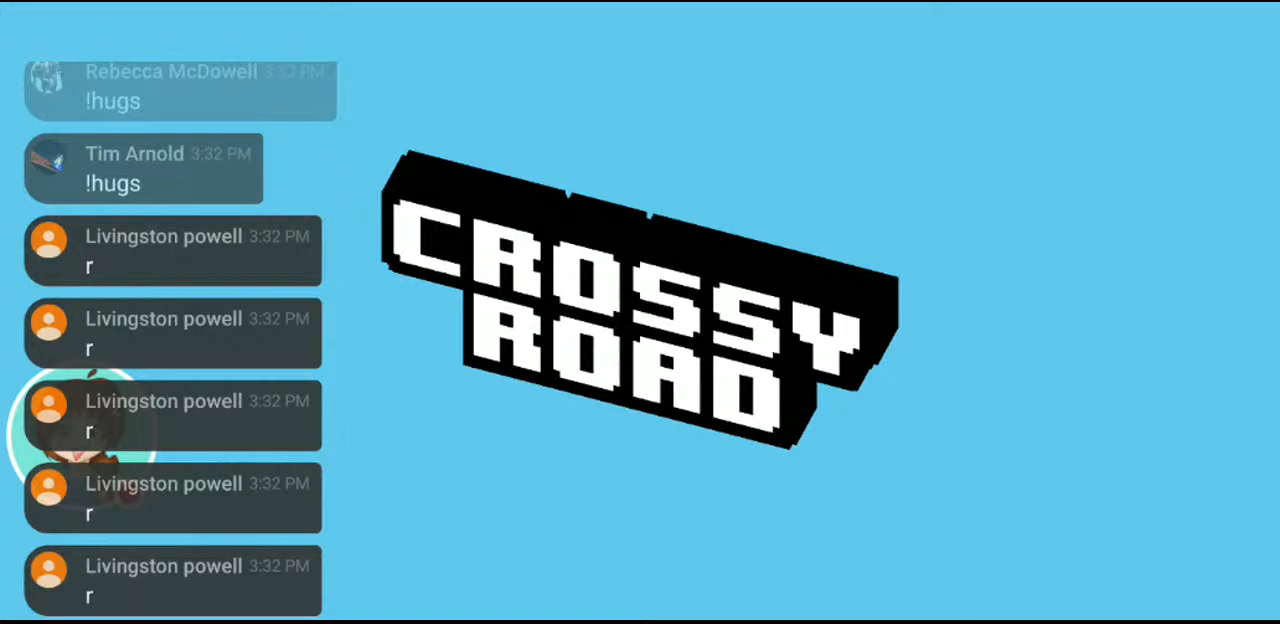 Rebecca McDowell 3:32 PM
!hugs
Tim Arnold 3:32 PM
!hugs
Livingston powell 3:32 PM
r
Livingston powell 3:32 PM
r
Livingston powell 3:32 PM
r
Livingston powell 3:32 PM
r
Livingston powell 3:32 PM
r
CROSSY
ROAD